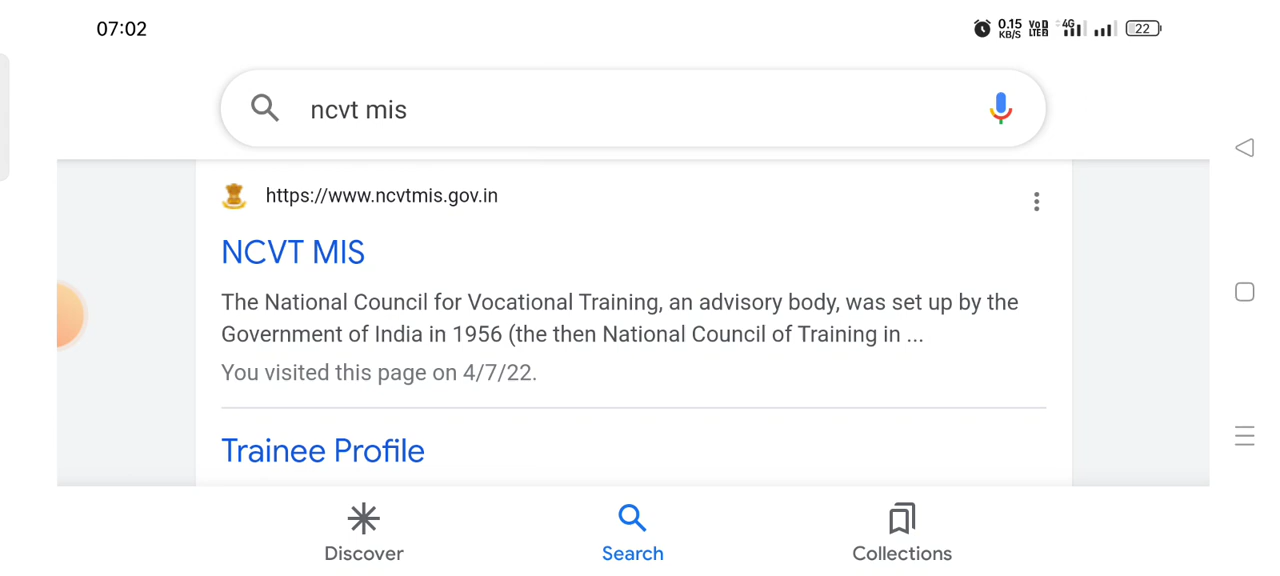 07:02
0.15 KB/S VoD LTED 4G 22
ncvt mis
https://www.ncvtmis.gov.in
NCVT MIS
The National Council for Vocational Training, an advisory body, was set up by the
Government of India in 1956 (the then National Council of Training in ...
You visited this page on 4/7/22.
Trainee Profile
Discover
Search
Collections